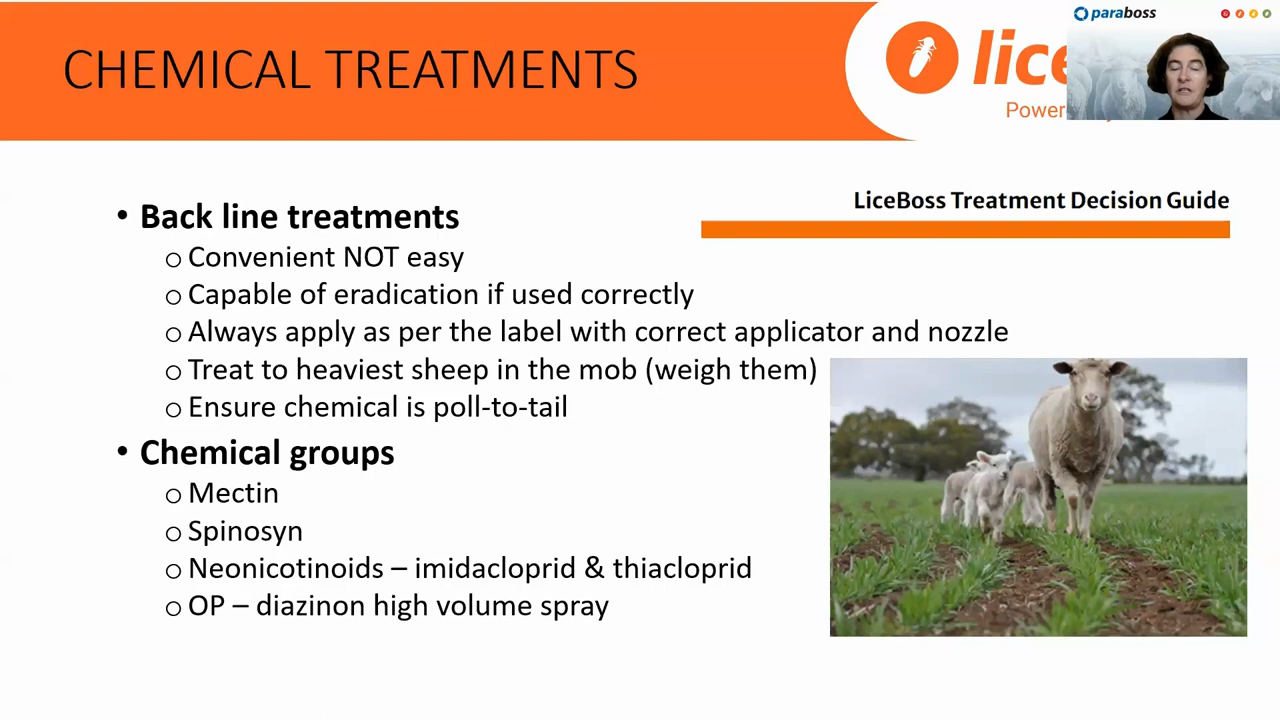 CHEMICAL TREATMENTS
paraboss
• Back line treatments
○ Convenient NOT easy
○ Capable of eradication if used correctly
○ Always apply as per the label with correct applicator and nozzle
○ Treat to heaviest sheep in the mob (weigh them)
○ Ensure chemical is poll-to-tail
• Chemical groups
○ Mectin
○ Spinosyn
○ Neonicotinoids – imidacloprid & thiacloprid
○ OP – diazinon high volume spray
LiceBoss Treatment Decision Guide